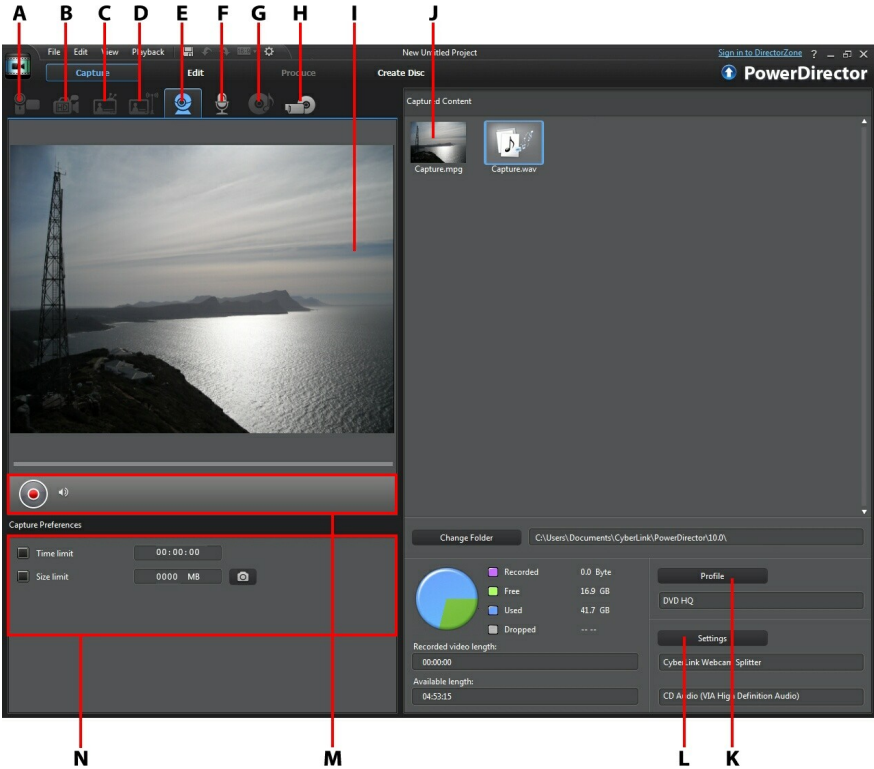 A B C D E F G H I J
File Edit View Playback New Untitled Project Sign in to DirectorZone ?
Capture Edit Produce Create Disc PowerDirector
Captured Content
Capture.mpg Capture.wav
Capture Preferences
Time limit 00:00:00
Size limit 0000 MB
Change Folder C:\Users\Documents\CyberLink\PowerDirector\10.0\
Recorded 0.0 Byte
Free 16.9 GB
Used 41.7 GB
Dropped -- --
Recorded video length:
00:00:00
Available length:
04:53:15
Profile
DVD HQ
Settings
CyberLink Webcam Splitter
CD Audio (VIA High Definition Audio)
N M L K